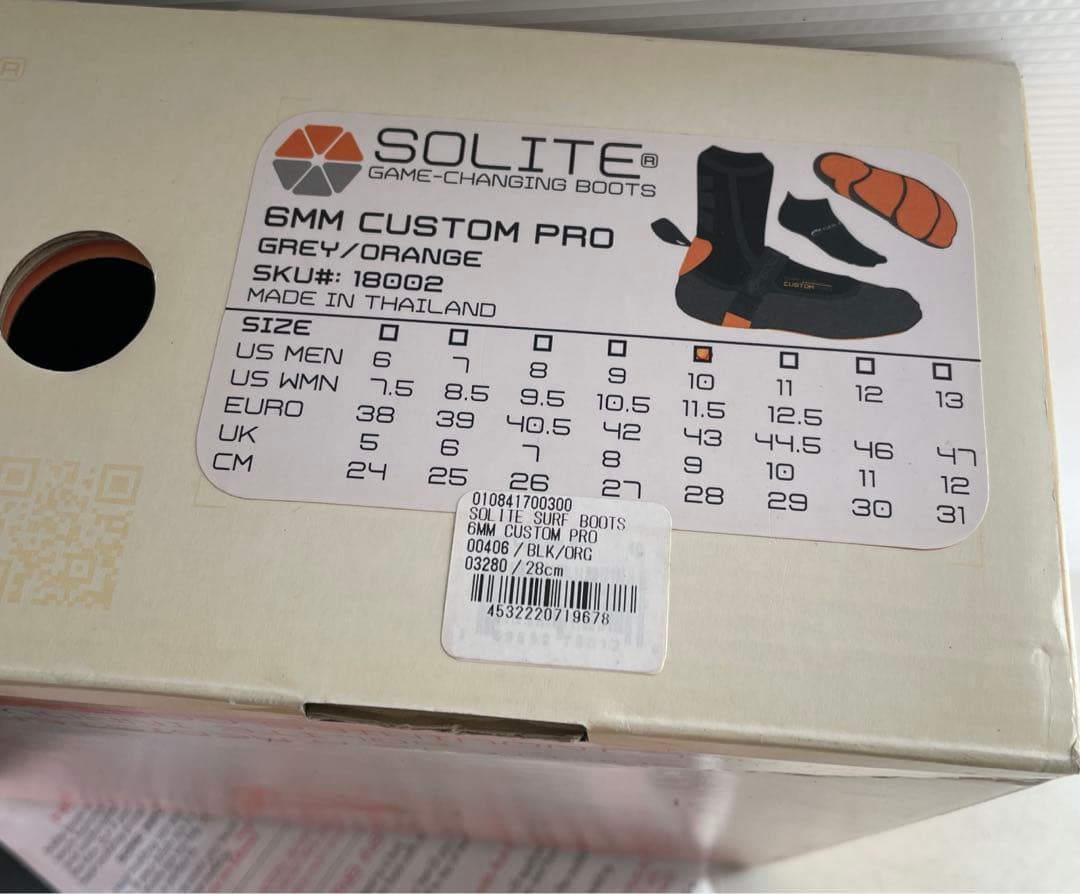 SOLITE®
GAME-CHANGING BOOTS
6MM CUSTOM PRO
GREY/ORANGE
SKU#: 18002
MADE IN THAILAND
CUSTOM
SIZE
US MEN 6 7 8 9 10 11 12 13
US WMN 7.5 8.5 9.5 10.5 11.5 12.5
EURO 38 39 40.5 42 43 44.5 46 47
UK 5 6 7 8 9 10 11 12
CM 24 25 26 27 28 29 30 31
010841700300
SOLITE SURF BOOTS
6MM CUSTOM PRO
00406 / BLK/ORG
03280 / 28cm
4532220719678